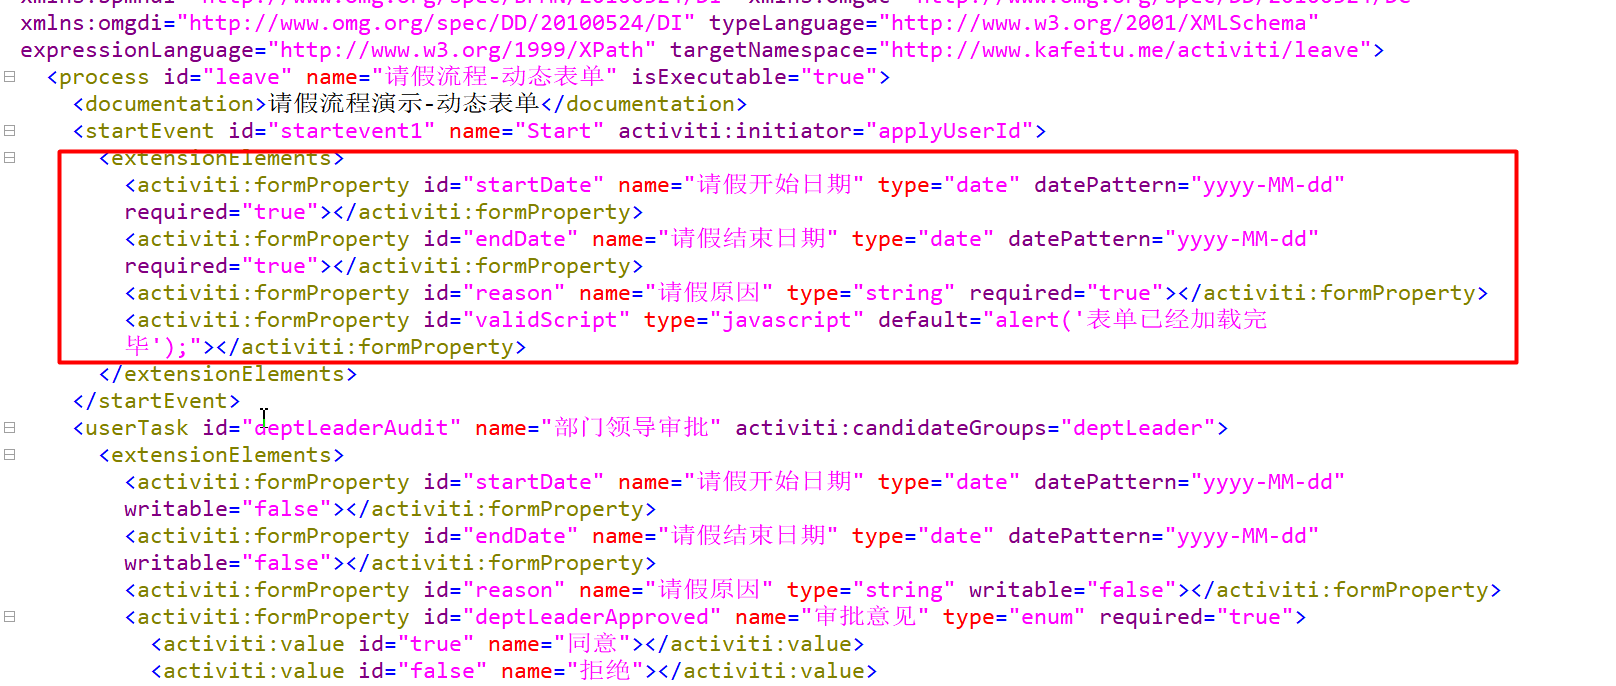 xmlns:omgdi="http://www.omg.org/spec/DD/20100524/DI" typeLanguage="http://www.w3.org/2001/XMLSchema"
expressionLanguage="http://www.w3.org/1999/XPath" targetNamespace="http://www.kafeitu.me/activiti/leave">
<process id="leave" name="请假流程-动态表单" isExecutable="true">
<documentation>请假流程演示-动态表单</documentation>
<startEvent id="startevent1" name="Start" activiti:initiator="applyUserId">
<extensionElements>
<activiti:formProperty id="startDate" name="请假开始日期" type="date" datePattern="yyyy-MM-dd"
required="true"></activiti:formProperty>
<activiti:formProperty id="endDate" name="请假结束日期" type="date" datePattern="yyyy-MM-dd"
required="true"></activiti:formProperty>
<activiti:formProperty id="reason" name="请假原因" type="string" required="true"></activiti:formProperty>
<activiti:formProperty id="validScript" type="javascript" default="alert('表单已经加载完
毕');"></activiti:formProperty>
</extensionElements>
</startEvent>
<userTask id="deptLeaderAudit" name="部门领导审批" activiti:candidateGroups="deptLeader">
<extensionElements>
<activiti:formProperty id="startDate" name="请假开始日期" type="date" datePattern="yyyy-MM-dd"
writable="false"></activiti:formProperty>
<activiti:formProperty id="endDate" name="请假结束日期" type="date" datePattern="yyyy-MM-dd"
writable="false"></activiti:formProperty>
<activiti:formProperty id="reason" name="请假原因" type="string" writable="false"></activiti:formProperty>
<activiti:formProperty id="deptLeaderApproved" name="审批意见" type="enum" required="true">
<activiti:value id="true" name="同意"></activiti:value>
<activiti:value id="false" name="拒绝"></activiti:value>